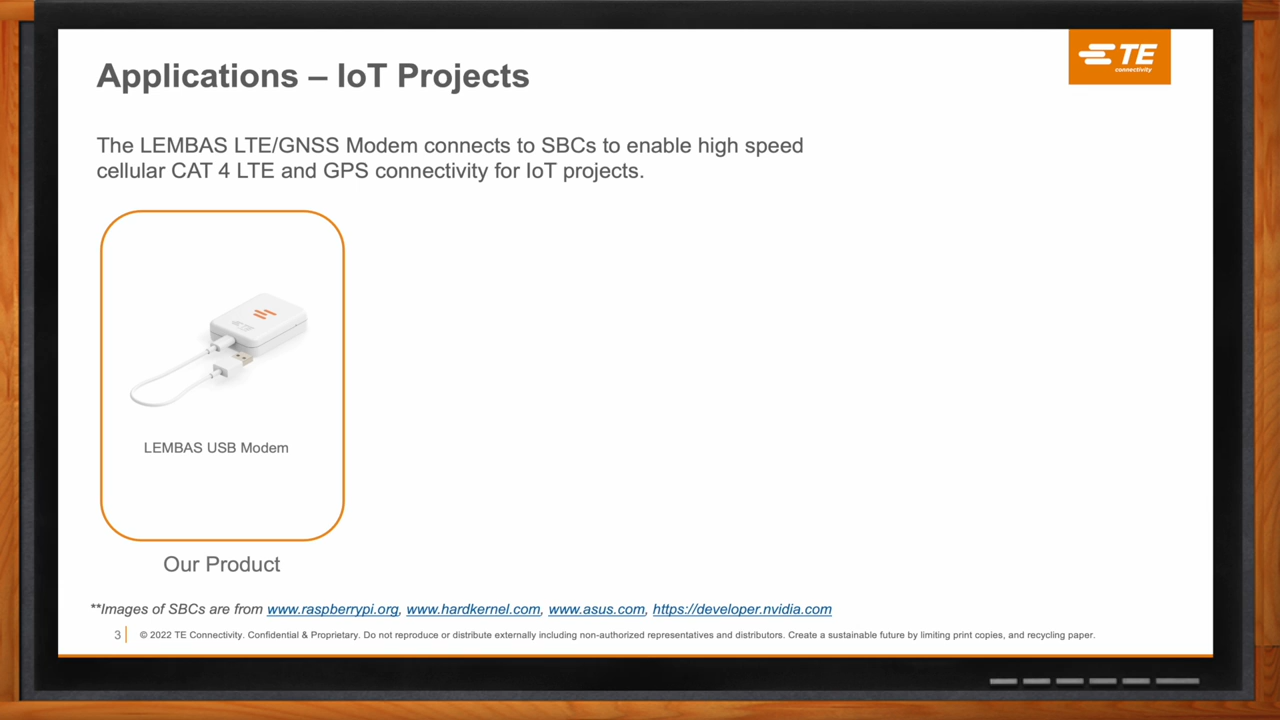 Applications – IoT Projects
TE
connectivity
The LEMBAS LTE/GNSS Modem connects to SBCs to enable high speed
cellular CAT 4 LTE and GPS connectivity for IoT projects.
TE
LEMBAS USB Modem
Our Product
**Images of SBCs are from www.raspberrypi.org, www.hardkernel.com, www.asus.com, https://developer.nvidia.com
3 © 2022 TE Connectivity. Confidential & Proprietary. Do not reproduce or distribute externally including non-authorized representatives and distributors. Create a sustainable future by limiting print copies, and recycling paper.